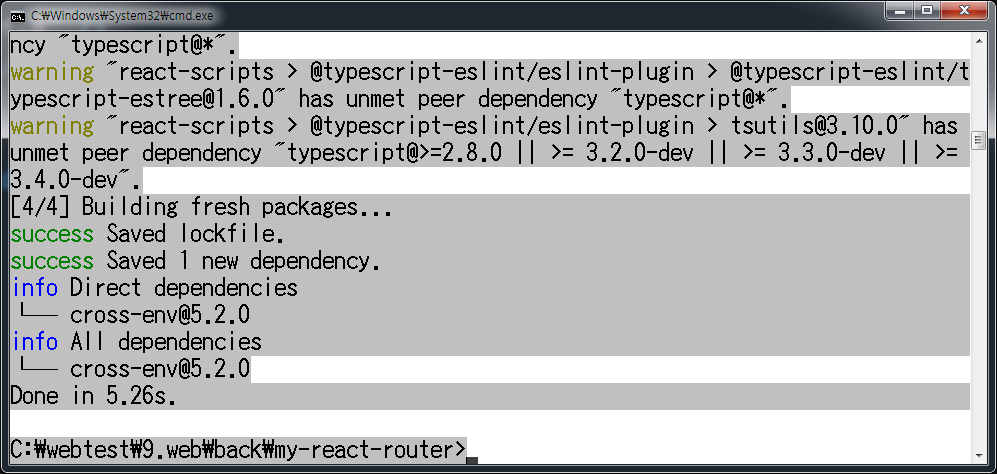 C:₩Windows₩System32₩cmd.exe
ncy "typescript@*".
warning "react-scripts > @typescript-eslint/eslint-plugin > @typescript-eslint/t
ypescript-estree@1.6.0" has unmet peer dependency "typescript@*".
warning "react-scripts > @typescript-eslint/eslint-plugin > tsutils@3.10.0" has
unmet peer dependency "typescript@>=2.8.0 || >= 3.2.0-dev || >= 3.3.0-dev || >=
3.4.0-dev".
[4/4] Building fresh packages...
success Saved lockfile.
success Saved 1 new dependency.
info Direct dependencies
└── cross-env@5.2.0
info All dependencies
└── cross-env@5.2.0
Done in 5.26s.
C:₩webtest₩9.web₩back₩my-react-router>